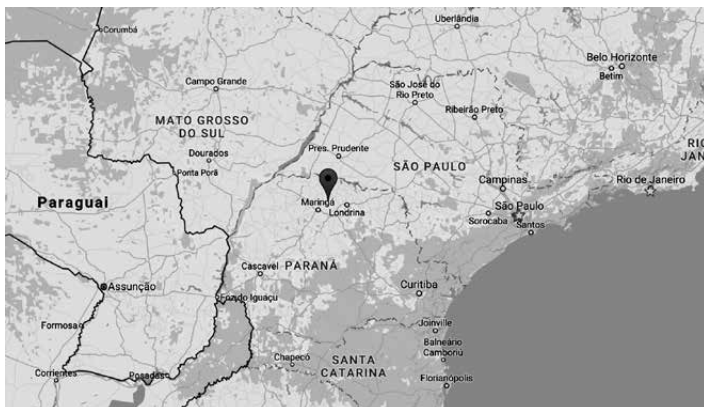 Uberlândia
Corumbá
Belo Horizonte
Betim
Campo Grande
São José do
Rio Preto
Ribeirão Preto
MATO GROSSO
DO SUL
RIO
JAN
Dourados
Pres. Prudente
Ponta Porã
SÃO PAULO
Campinas
Rio de Janeiro
Paraguai
Maringá
Londrina
São Paulo
Sorocaba
Santos
Cascavel
PARANÁ
Assunção
Curitiba
Foz do Iguaçu
Formosa
Joinville
Balneário
Camboriú
Chapecó
SANTA
CATARINA
Corrientes
Posadas
Florianópolis